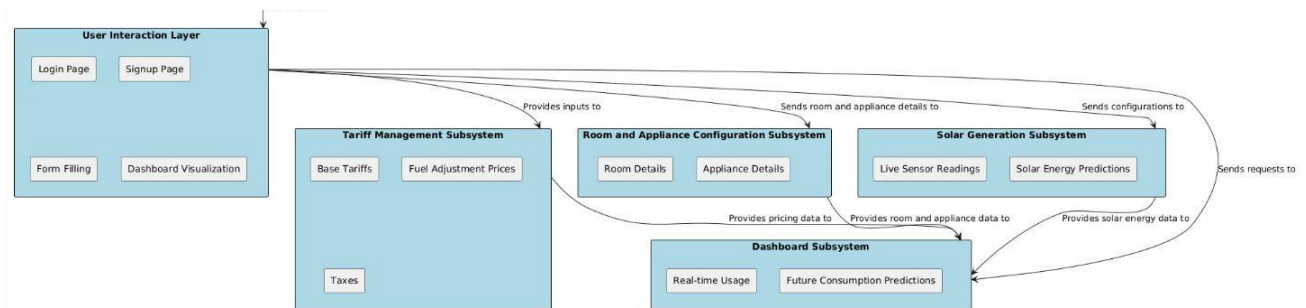 User Interaction Layer
Login Page
Signup Page
Form Filling
Dashboard Visualization
Provides inputs to
Sends room and appliance details to
Sends configurations to
Sends requests to
Tariff Management Subsystem
Base Tariffs
Fuel Adjustment Prices
Taxes
Room and Appliance Configuration Subsystem
Room Details
Appliance Details
Solar Generation Subsystem
Live Sensor Readings
Solar Energy Predictions
Provides pricing data to
Provides room and appliance data to
Provides solar energy data to
Dashboard Subsystem
Real-time Usage
Future Consumption Predictions